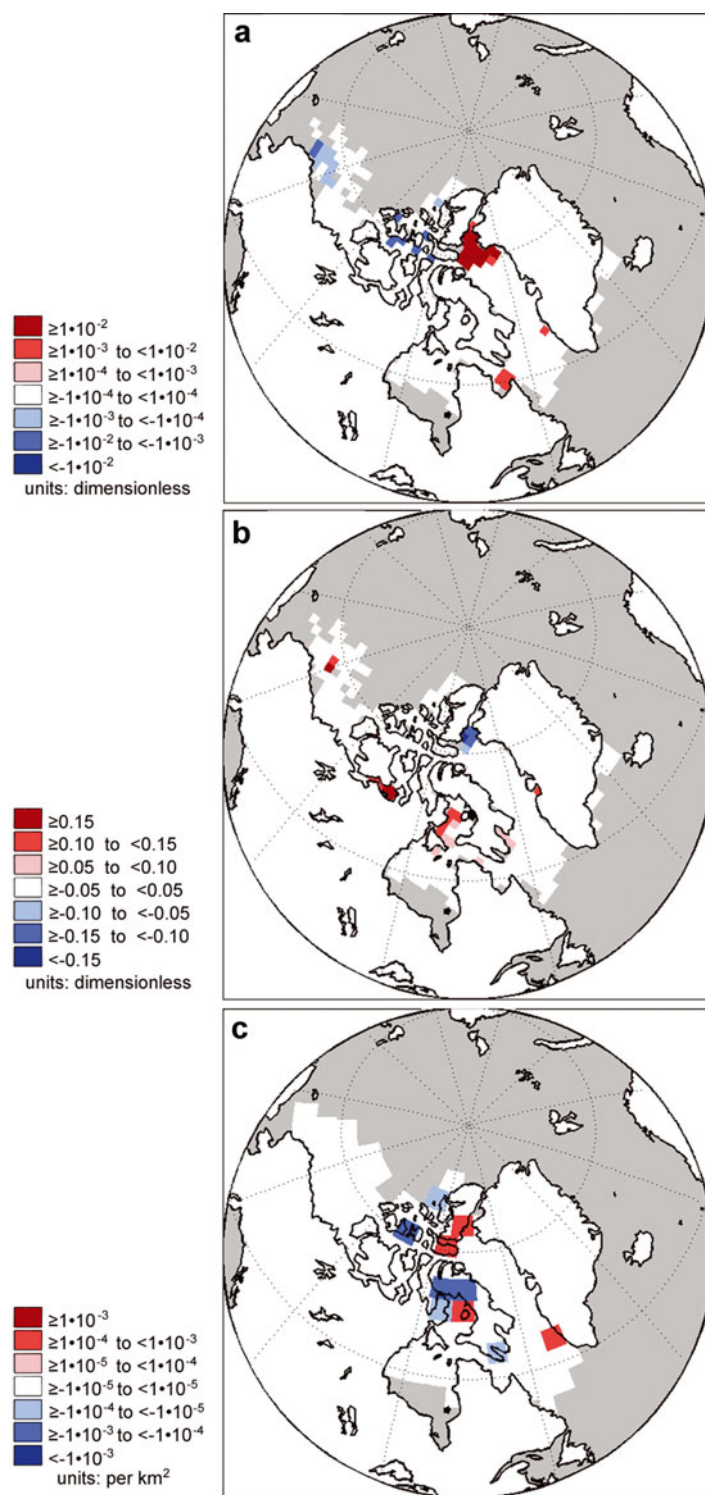 a
≥1•10⁻²
≥1•10⁻³ to <1•10⁻²
≥1•10⁻⁴ to <1•10⁻³
≥-1•10⁻⁴ to <1•10⁻⁴
≥-1•10⁻³ to <-1•10⁻⁴
≥-1•10⁻² to <-1•10⁻³
<-1•10⁻²
units: dimensionless
b
≥0.15
≥0.10 to <0.15
≥0.05 to <0.10
≥-0.05 to <0.05
≥-0.10 to <-0.05
≥-0.15 to <-0.10
<-0.15
units: dimensionless
c
≥1•10⁻³
≥1•10⁻⁴ to <1•10⁻³
≥1•10⁻⁵ to <1•10⁻⁴
≥-1•10⁻⁵ to <1•10⁻⁵
≥-1•10⁻⁴ to <-1•10⁻⁵
≥-1•10⁻³ to <-1•10⁻⁴
<-1•10⁻³
units: per km²